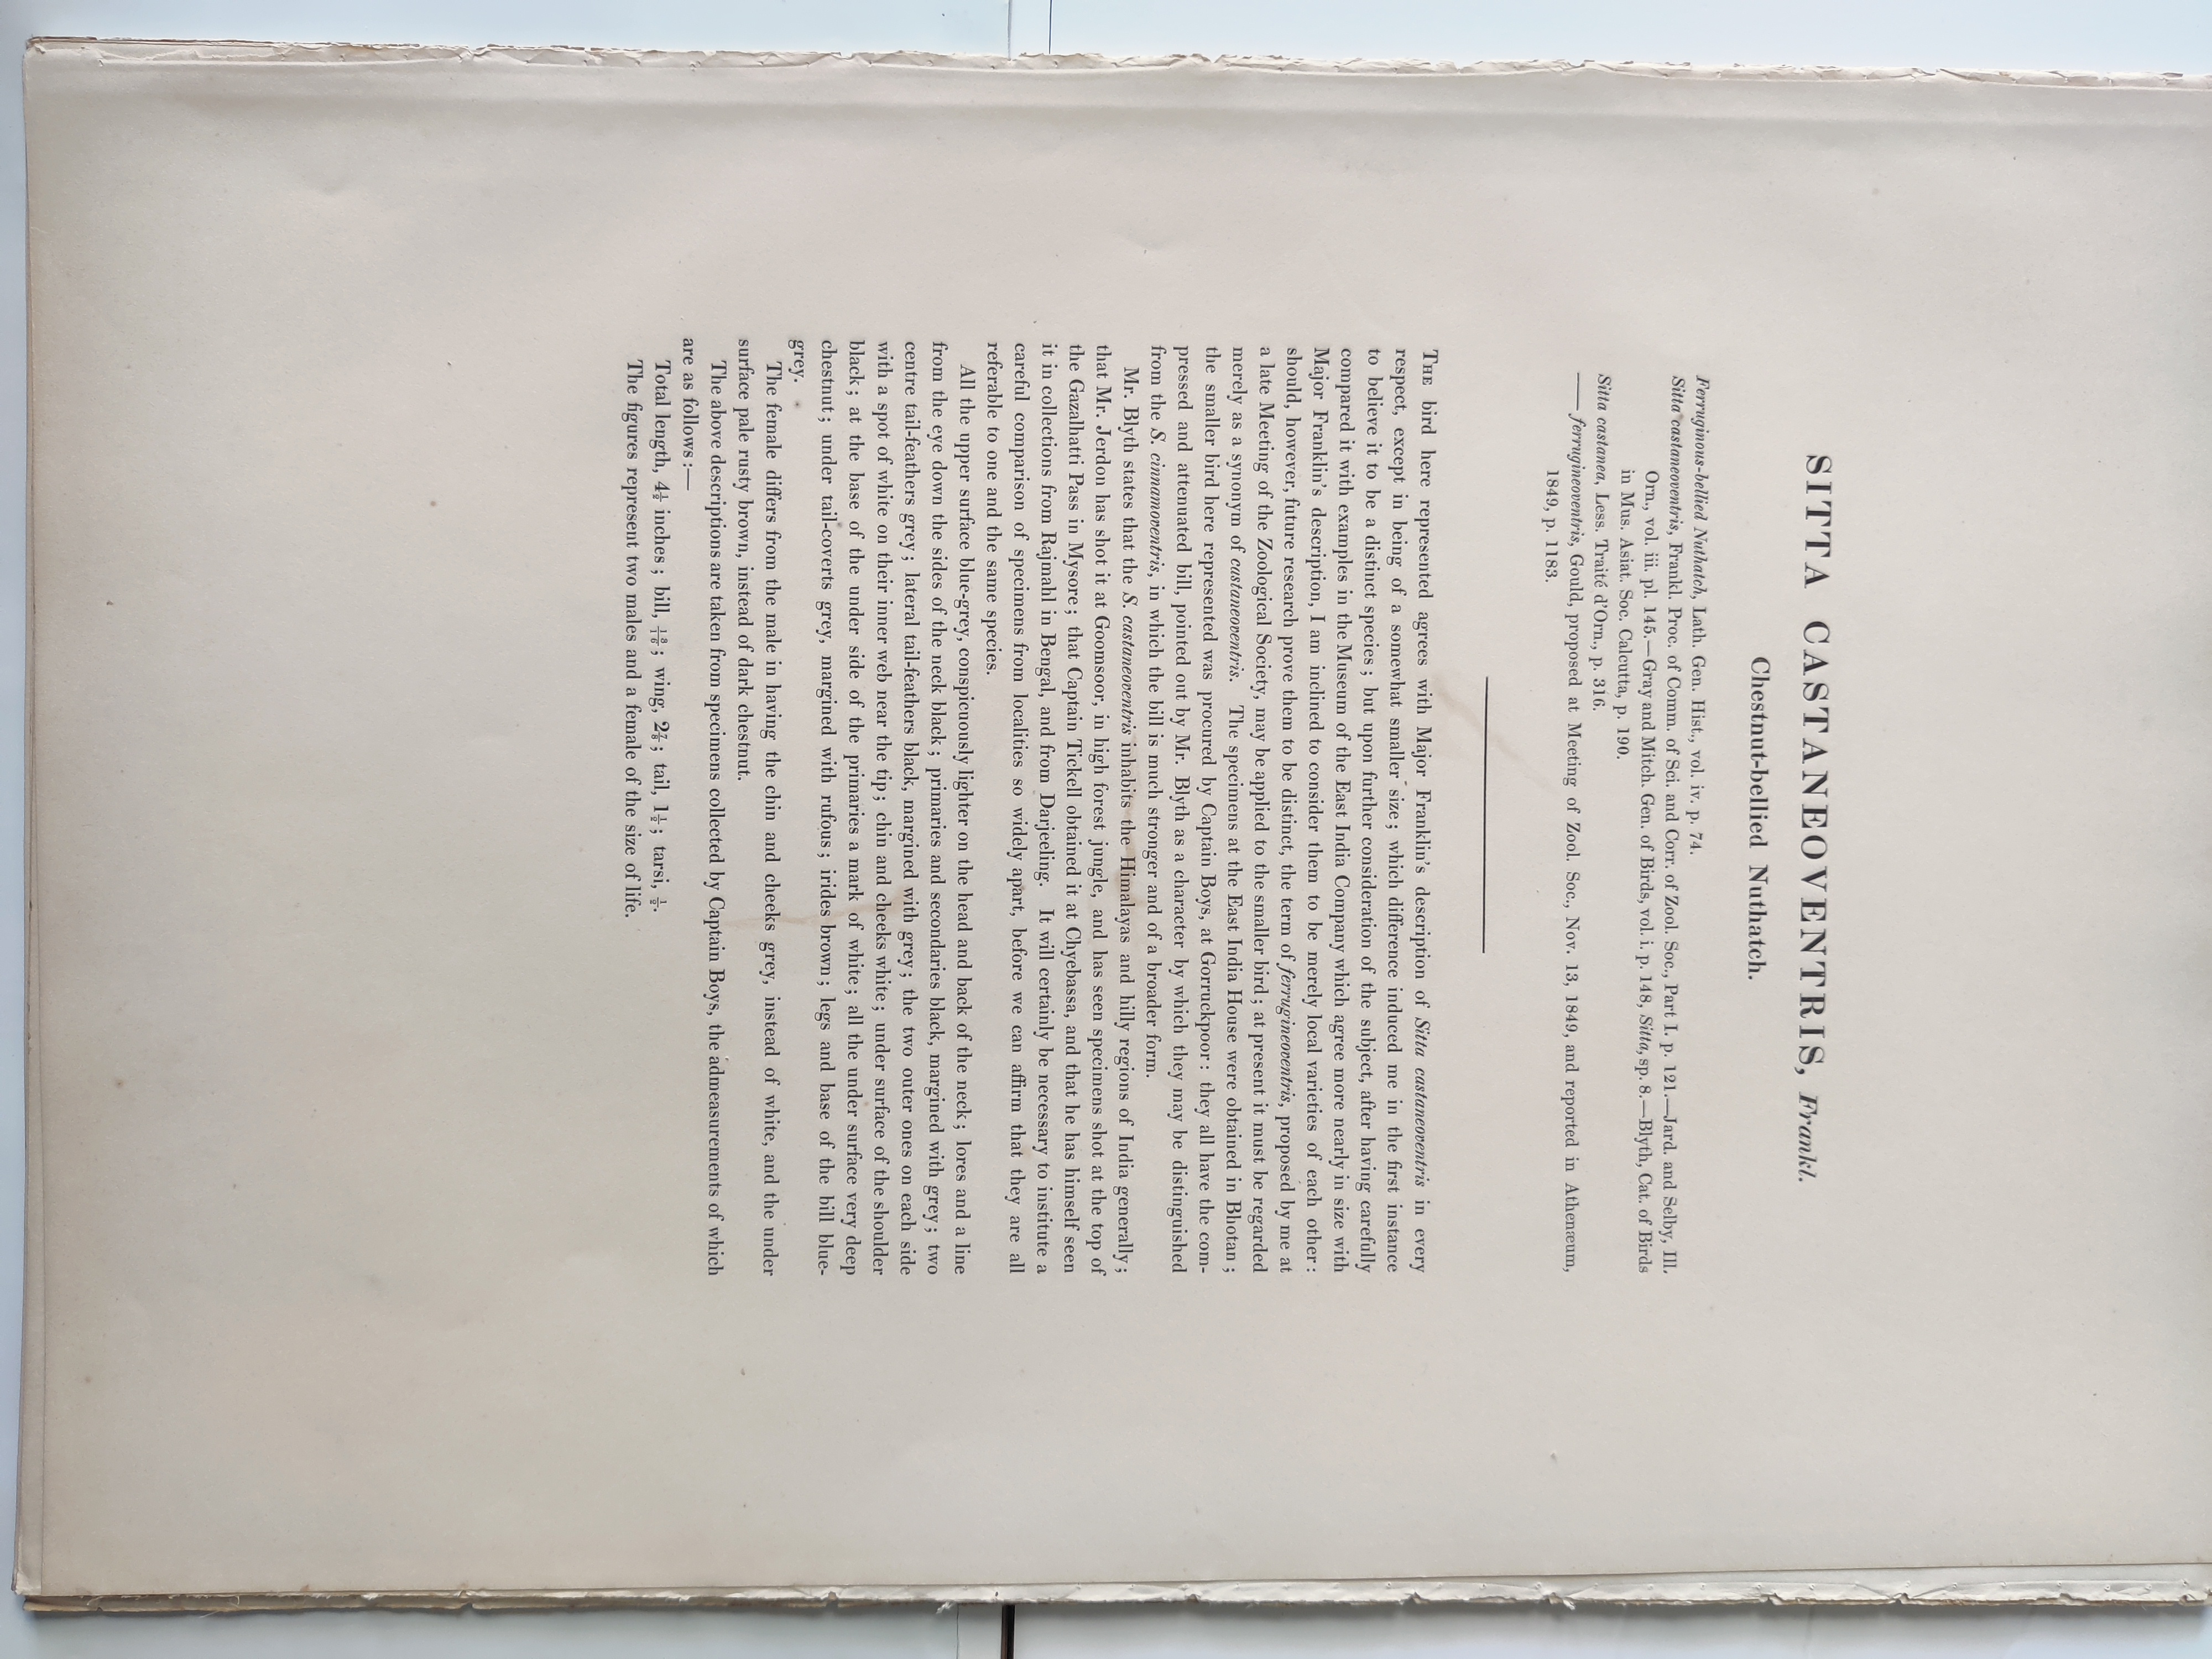 SITTA CASTANEOVENTRIS, Frankl.
Chestnut-bellied Nuthatch.
Ferruginous-bellied Nuthatch, Lath. Gen. Hist., vol. iv. p. 74.
Sitta castaneoventris, Frankl. Proc. of Comm. of Sci. and Corr. of Zool. Soc., Part I. p. 121.—Jard. and Selby, Ill.
Orn., vol. iii. pl. 145.—Gray and Mitch. Gen. of Birds, vol. i. p. 148, Sitta, sp. 8.—Blyth, Cat. of Birds
in Mus. Asiat. Soc. Calcutta, p. 190.
Sitta castanea, Less. Traité d'Orn., p. 316.
—— ferrugineoventris, Gould, proposed at Meeting of Zool. Soc., Nov. 13, 1849, and reported in Athenæum,
1849, p. 1183.
THE bird here represented agrees with Major Franklin's description of Sitta castaneoventris in every
respect, except in being of a somewhat smaller size; which difference induced me in the first instance
to believe it to be a distinct species; but upon further consideration of the subject, after having carefully
compared it with examples in the Museum of the East India Company which agree more nearly in size with
Major Franklin's description, I am inclined to consider them to be merely local varieties of each other:
should, however, future research prove them to be distinct, the term of ferrugineoventris, proposed by me at
a late Meeting of the Zoological Society, may be applied to the smaller bird; at present it must be regarded
merely as a synonym of castaneoventris. The specimens at the East India House were obtained in Bhotan;
the smaller bird here represented was procured by Captain Boys, at Gorruckpoor: they all have the com-
pressed and attenuated bill, pointed out by Mr. Blyth as a character by which they may be distinguished
from the S. cinnamoventris, in which the bill is much stronger and of a broader form.
Mr. Blyth states that the S. castaneoventris inhabits the Himalayas and hilly regions of India generally;
that Mr. Jerdon has shot it at Goomsoor, in high forest jungle, and has seen specimens shot at the top of
the Gazalhatti Pass in Mysore; that Captain Tickell obtained it at Chyebassa, and that he has himself seen
it in collections from Rajmahl in Bengal, and from Darjeeling. It will certainly be necessary to institute a
careful comparison of specimens from localities so widely apart, before we can affirm that they are all
referable to one and the same species.
All the upper surface blue-grey, conspicuously lighter on the head and back of the neck; lores and a line
from the eye down the sides of the neck black; primaries and secondaries black, margined with grey; two
centre tail-feathers grey; lateral tail-feathers black, margined with grey; the two outer ones on each side
with a spot of white on their inner web near the tip; chin and cheeks white; under surface of the shoulder
black; at the base of the under side of the primaries a mark of white; all the under surface very deep
chestnut; under tail-coverts grey, margined with rufous; irides brown; legs and base of the bill blue-
grey.
The female differs from the male in having the chin and cheeks grey, instead of white, and the under
surface pale rusty brown, instead of dark chestnut.
The above descriptions are taken from specimens collected by Captain Boys, the admeasurements of which
are as follows:—
Total length, 4½ inches; bill, ; wing, 2⅞; tail, 1½; tarsi, ½.
The figures represent two males and a female of the size of life.